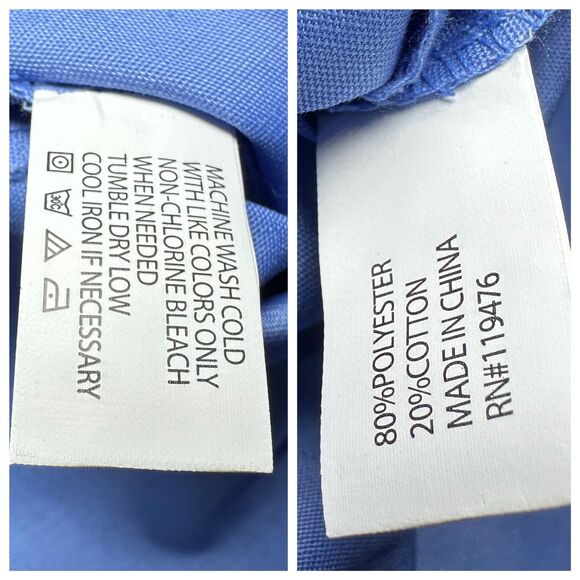 MACHINE WASH COLD
WITH LIKE COLORS ONLY
NON-CHLORINE BLEACH
WHEN NEEDED
TUMBLE DRY LOW
COOL IRON IF NECESSARY
30C
80%POLYESTER
20%COTTON
MADE IN CHINA
RN#119476